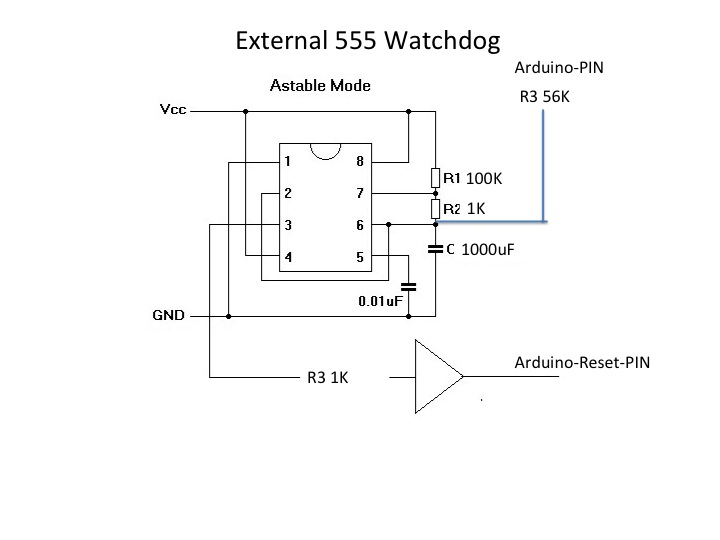 External 555 Watchdog
Arduino-PIN
Astable Mode
R3 56K
Vcc
1 8
R1 100K
2 7
R2 1K
3 6
C 1000uF
4 5
0.01uF
GND
Arduino-Reset-PIN
R3 1K